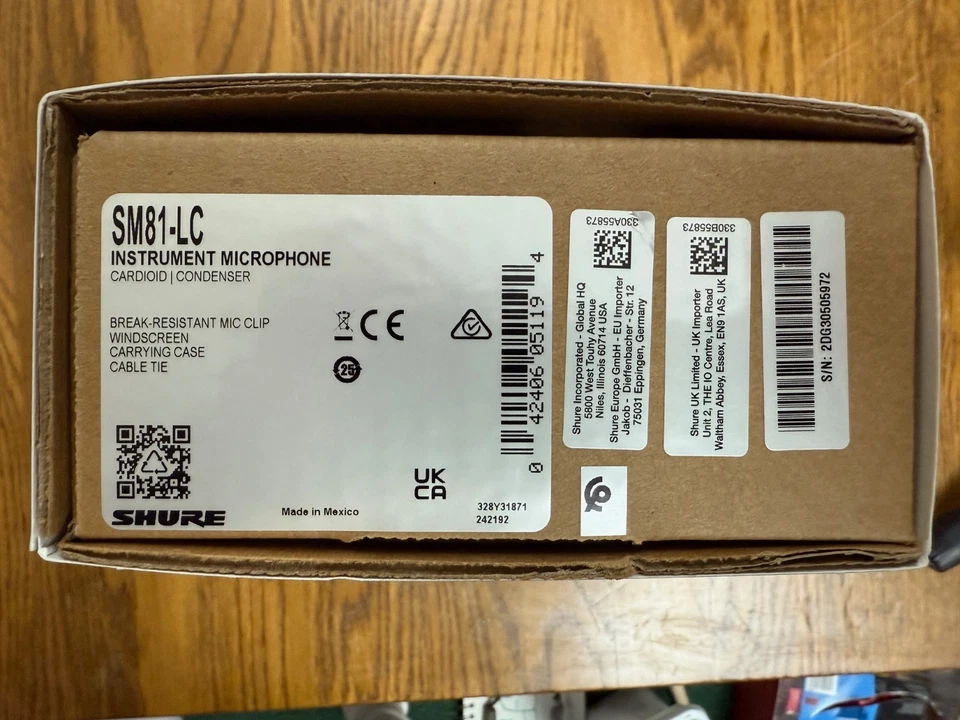 SM81-LC
INSTRUMENT MICROPHONE
CARDIOID | CONDENSER
BREAK-RESISTANT MIC CLIP
WINDSCREEN
CARRYING CASE
CABLE TIE
CE
25
0 42406 05119 4
UK
CA
SHURE
Made in Mexico
328Y31871
242192
330A55873
Shure Incorporated - Global HQ
5800 West Touhy Avenue
Niles, Illinois 60714 USA
Shure Europe GmbH - EU Importer
Jakob - Dieffenbacher - Str. 12
75031 Eppingen, Germany
330B55873
Shure UK Limited - UK Importer
Unit 2, THE IO Centre, Lea Road
Waltham Abbey, Essex, EN9 1AS, UK
S/N: 2DG30505972